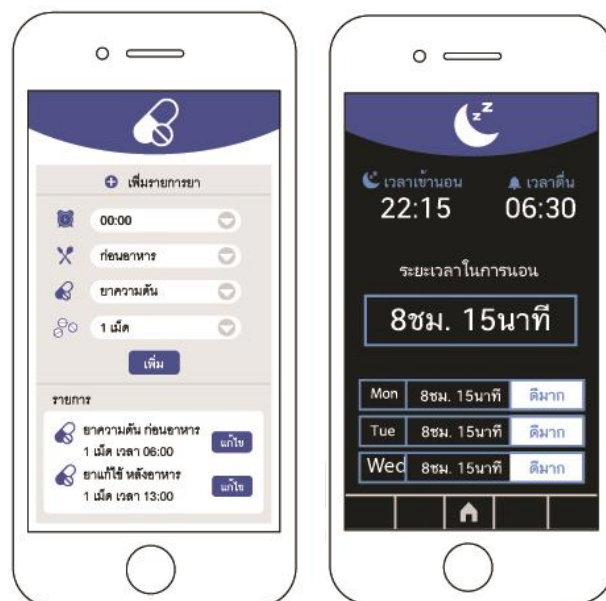 เพิ่มรายการยา
00:00
ก่อนอาหาร
ยาความดัน
1 เม็ด
เพิ่ม
รายการ
ยาความดัน ก่อนอาหาร
1 เม็ด เวลา 06:00
แก้ไข
ยาแก้ไข้ หลังอาหาร
1 เม็ด เวลา 13:00
แก้ไข
z z
เวลาเข้านอน เวลาตื่น
22:15 06:30
ระยะเวลาในการนอน
8ชม. 15นาที
Mon 8ชม. 15นาที ดีมาก
Tue 8ชม. 15นาที ดีมาก
Wed 8ชม. 15นาที ดีมาก